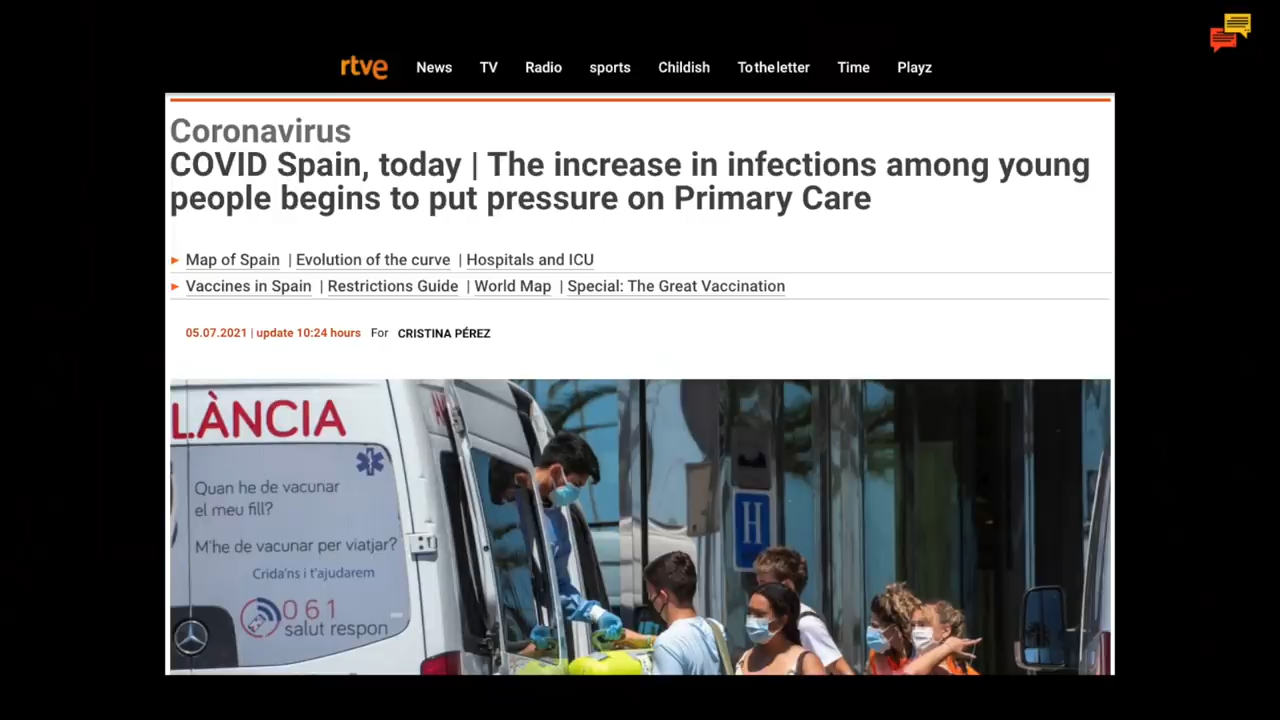 rtve News TV Radio sports Childish To the letter Time Playz
Coronavirus
COVID Spain, today | The increase in infections among young
people begins to put pressure on Primary Care
Map of Spain | Evolution of the curve | Hospitals and ICU
Vaccines in Spain | Restrictions Guide | World Map | Special: The Great Vaccination
05.07.2021 | update 10:24 hours For CRISTINA PÉREZ
LÀNCIA
Quan he de vacunar
el meu fill?
M'he de vacunar per viatjar?
Crida'ns i t'ajudarem
061
salut respon
H